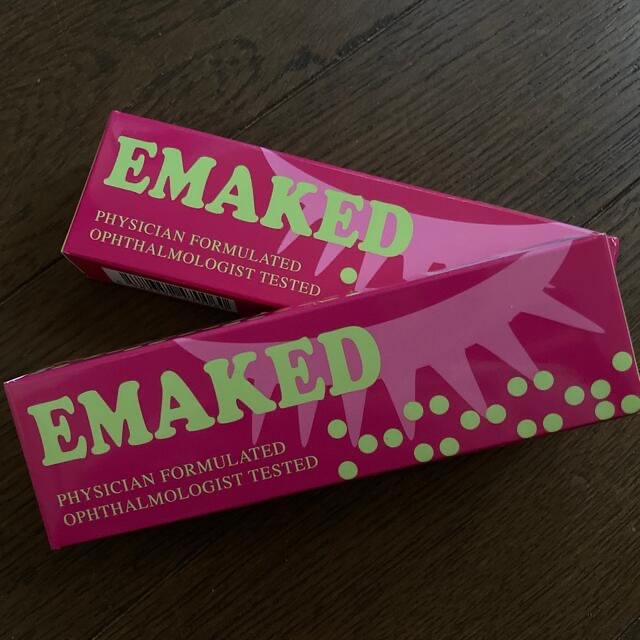 EMAKED
PHYSICIAN FORMULATED
OPHTHALMOLOGIST TESTED
EMAKED
PHYSICIAN FORMULATED
OPHTHALMOLOGIST TESTED